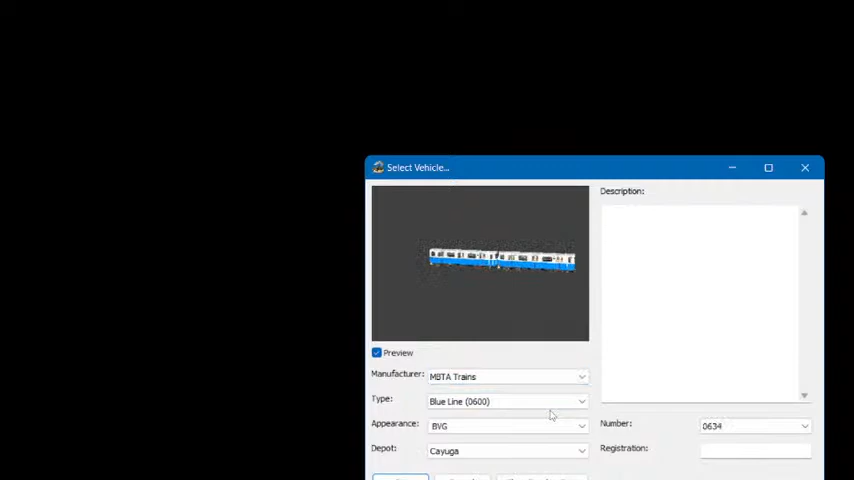 Select Vehicle...
Description:
Preview
Manufacturer: MBTA Trains
Type: Blue Line (0600)
Appearance: BVG
Number: 0634
Depot: Cayuga
Registration: